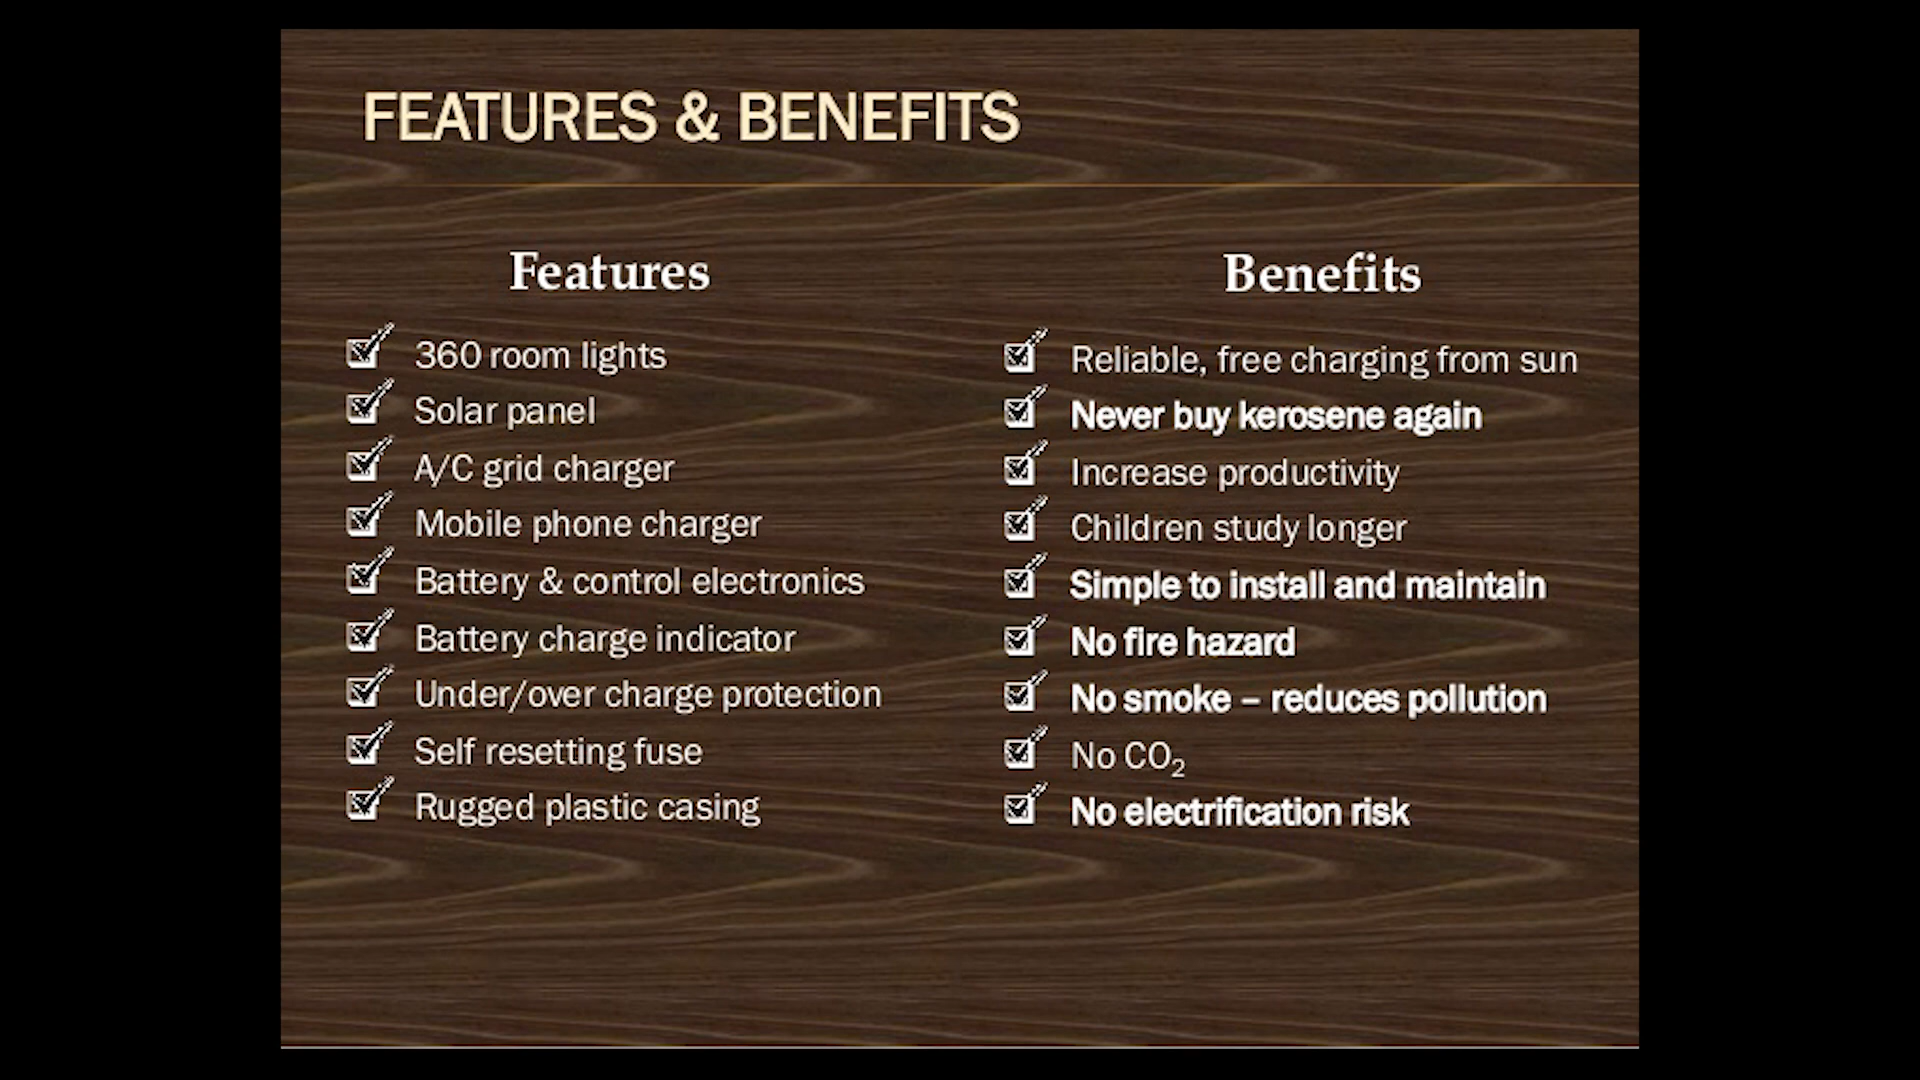 FEATURES & BENEFITS
Features
360 room lights
Solar panel
A/C grid charger
Mobile phone charger
Battery & control electronics
Battery charge indicator
Under/over charge protection
Self resetting fuse
Rugged plastic casing
Benefits
Reliable, free charging from sun
Never buy kerosene again
Increase productivity
Children study longer
Simple to install and maintain
No fire hazard
No smoke – reduces pollution
No CO₂
No electrification risk